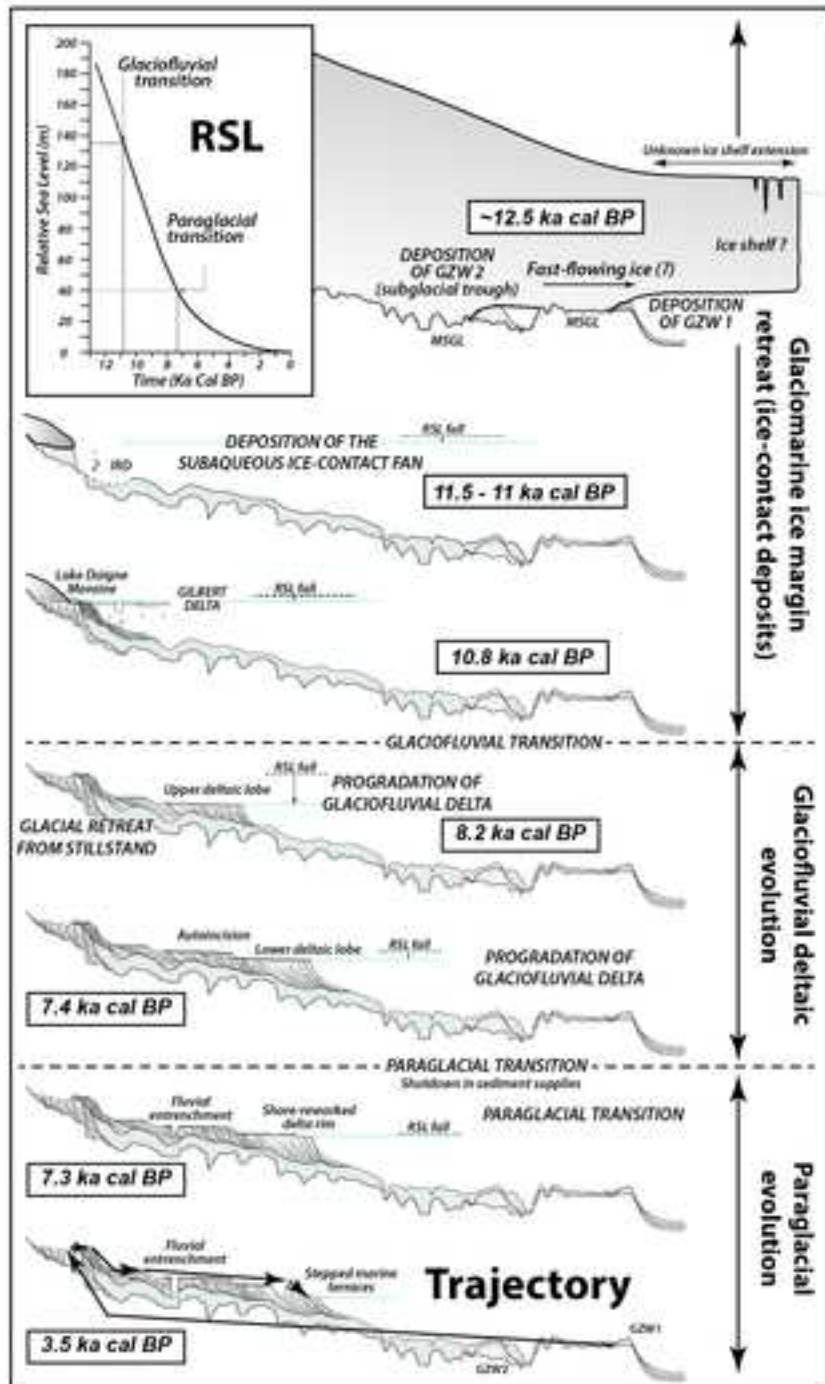 200
180
160
140
120
100
80
60
40
20
0
Relative Sea Level (m)
12
10
8
6
4
2
0
Time (Ka Cal BP)
Glaciofluvial
transition
RSL
Paraglacial
transition
Unknown ice shelf extension
~12.5 ka cal BP
Ice shelf ?
DEPOSITION
OF GZW 2
(subglacial trough)
Fast-flowing ice (?)
DEPOSITION
OF GZW 1
MSGL
MSGL
Glaciomarine ice margin
retreat (ice-contact deposits)
DEPOSITION OF THE
SUBAQUEOUS ICE-CONTACT FAN
RSL fall
? IRD
11.5 - 11 ka cal BP
Lake Daigne
Moraine
GILBERT
DELTA
RSL fall
10.8 ka cal BP
GLACIOFLUVIAL TRANSITION
RSL fall
Upper deltaic lobe
PROGRADATION OF
GLACIOFLUVIAL DELTA
GLACIAL RETREAT
FROM STILLSTAND
8.2 ka cal BP
Glaciofluvial deltaic
evolution
Autoincision
Lower deltaic lobe
RSL fall
PROGRADATION OF
GLACIOFLUVIAL DELTA
7.4 ka cal BP
PARAGLACIAL TRANSITION
Shutdown in sediment supplies
Fluvial
entrenchment
Shore-reworked
delta rim
RSL fall
PARAGLACIAL TRANSITION
7.3 ka cal BP
Paraglacial
evolution
Fluvial
entrenchment
Stepped marine
terraces
Trajectory
3.5 ka cal BP
GZW1
GZW2